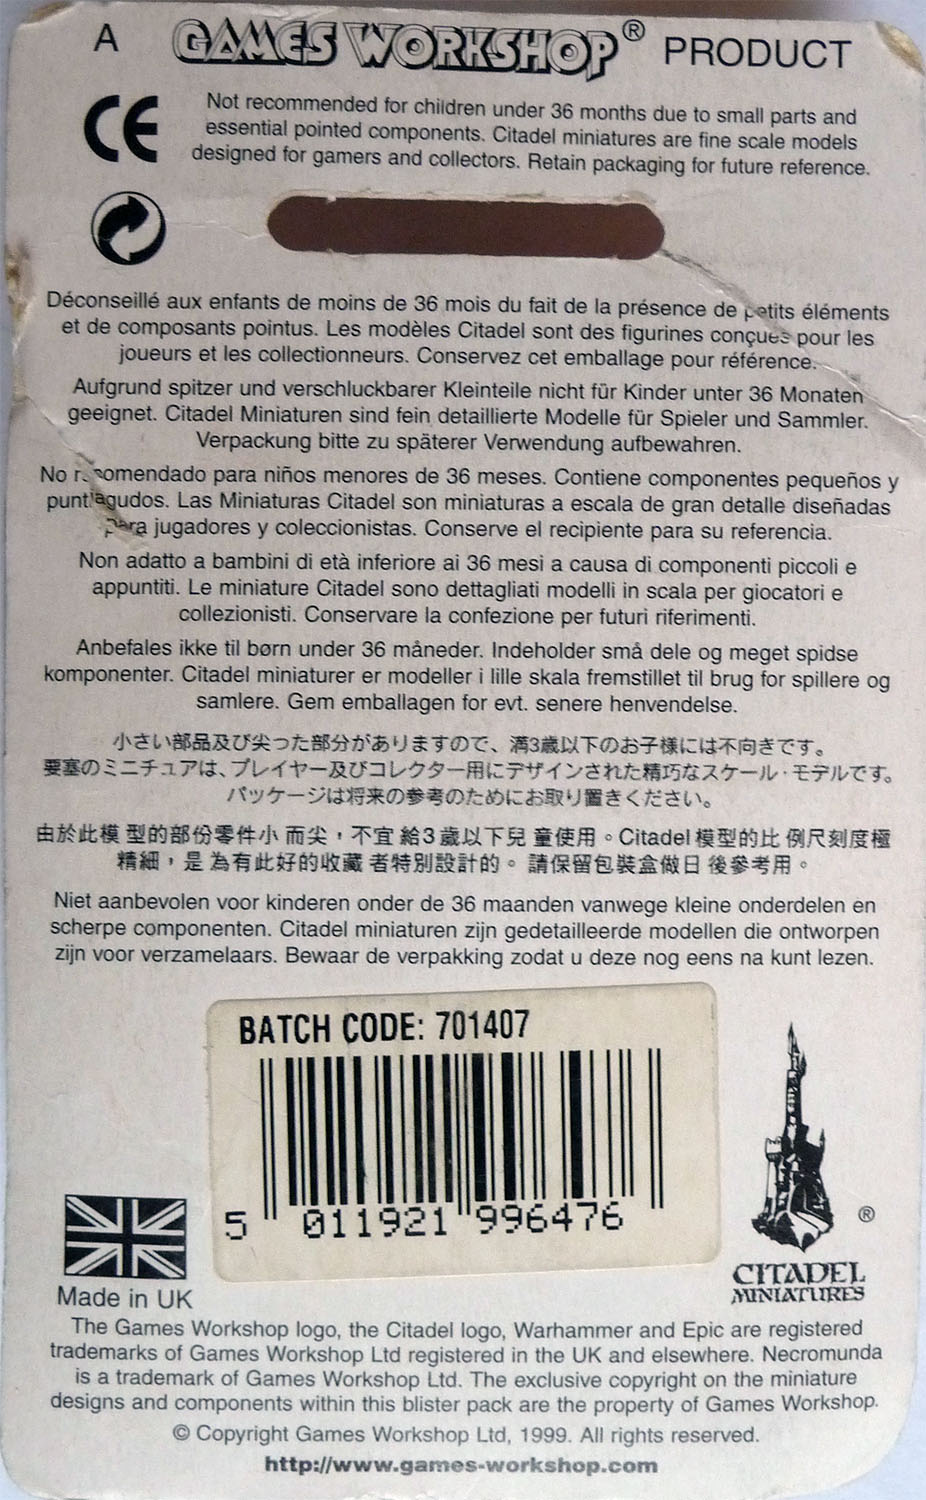 A GAMES WORKSHOP® PRODUCT
CE
Not recommended for children under 36 months due to small parts and
essential pointed components. Citadel miniatures are fine scale models
designed for gamers and collectors. Retain packaging for future reference.
Déconseillé aux enfants de moins de 36 mois du fait de la présence de petits éléments
et de composants pointus. Les modèles Citadel sont des figurines conçues pour les
joueurs et les collectionneurs. Conservez cet emballage pour référence.
Aufgrund spitzer und verschluckbarer Kleinteile nicht für Kinder unter 36 Monaten
geeignet. Citadel Miniaturen sind fein detaillierte Modelle für Spieler und Sammler.
Verpackung bitte zu späterer Verwendung aufbewahren.
No recomendado para niños menores de 36 meses. Contiene componentes pequeños y
puntiagudos. Las Miniaturas Citadel son miniaturas a escala de gran detalle diseñadas
para jugadores y coleccionistas. Conserve el recipiente para su referencia.
Non adatto a bambini di età inferiore ai 36 mesi a causa di componenti piccoli e
appuntiti. Le miniature Citadel sono dettagliati modelli in scala per giocatori e
collezionisti. Conservare la confezione per futuri riferimenti.
Anbefales ikke til børn under 36 måneder. Indeholder små dele og meget spidse
komponenter. Citadel miniaturer er modeller i lille skala fremstillet til brug for spillere og
samlere. Gem emballagen for evt. senere henvendelse.
小さい部品及び尖った部分がありますので、満3歳以下のお子様には不向きです。
要塞のミニチュアは、プレイヤー及びコレクター用にデザインされた精巧なスケール・モデルです。
パッケージは将来の参考のためにお取り置きください。
由於此模 型的部份零件小 而尖，不宜 給3 歲以下兒 童使用。Citadel 模型的比 例尺刻度極
精細，是 為有此好的收藏 者特別設計的。 請保留包裝盒做日 後參考用。
Niet aanbevolen voor kinderen onder de 36 maanden vanwege kleine onderdelen en
scherpe componenten. Citadel miniaturen zijn gedetailleerde modellen die ontworpen
zijn voor verzamelaars. Bewaar de verpakking zodat u deze nog eens na kunt lezen.
BATCH CODE: 701407
5 011921 996476
®
CITADEL
MINIATURES
Made in UK
The Games Workshop logo, the Citadel logo, Warhammer and Epic are registered
trademarks of Games Workshop Ltd registered in the UK and elsewhere. Necromunda
is a trademark of Games Workshop Ltd. The exclusive copyright on the miniature
designs and components within this blister pack are the property of Games Workshop.
© Copyright Games Workshop Ltd, 1999. All rights reserved.
http://www.games-workshop.com